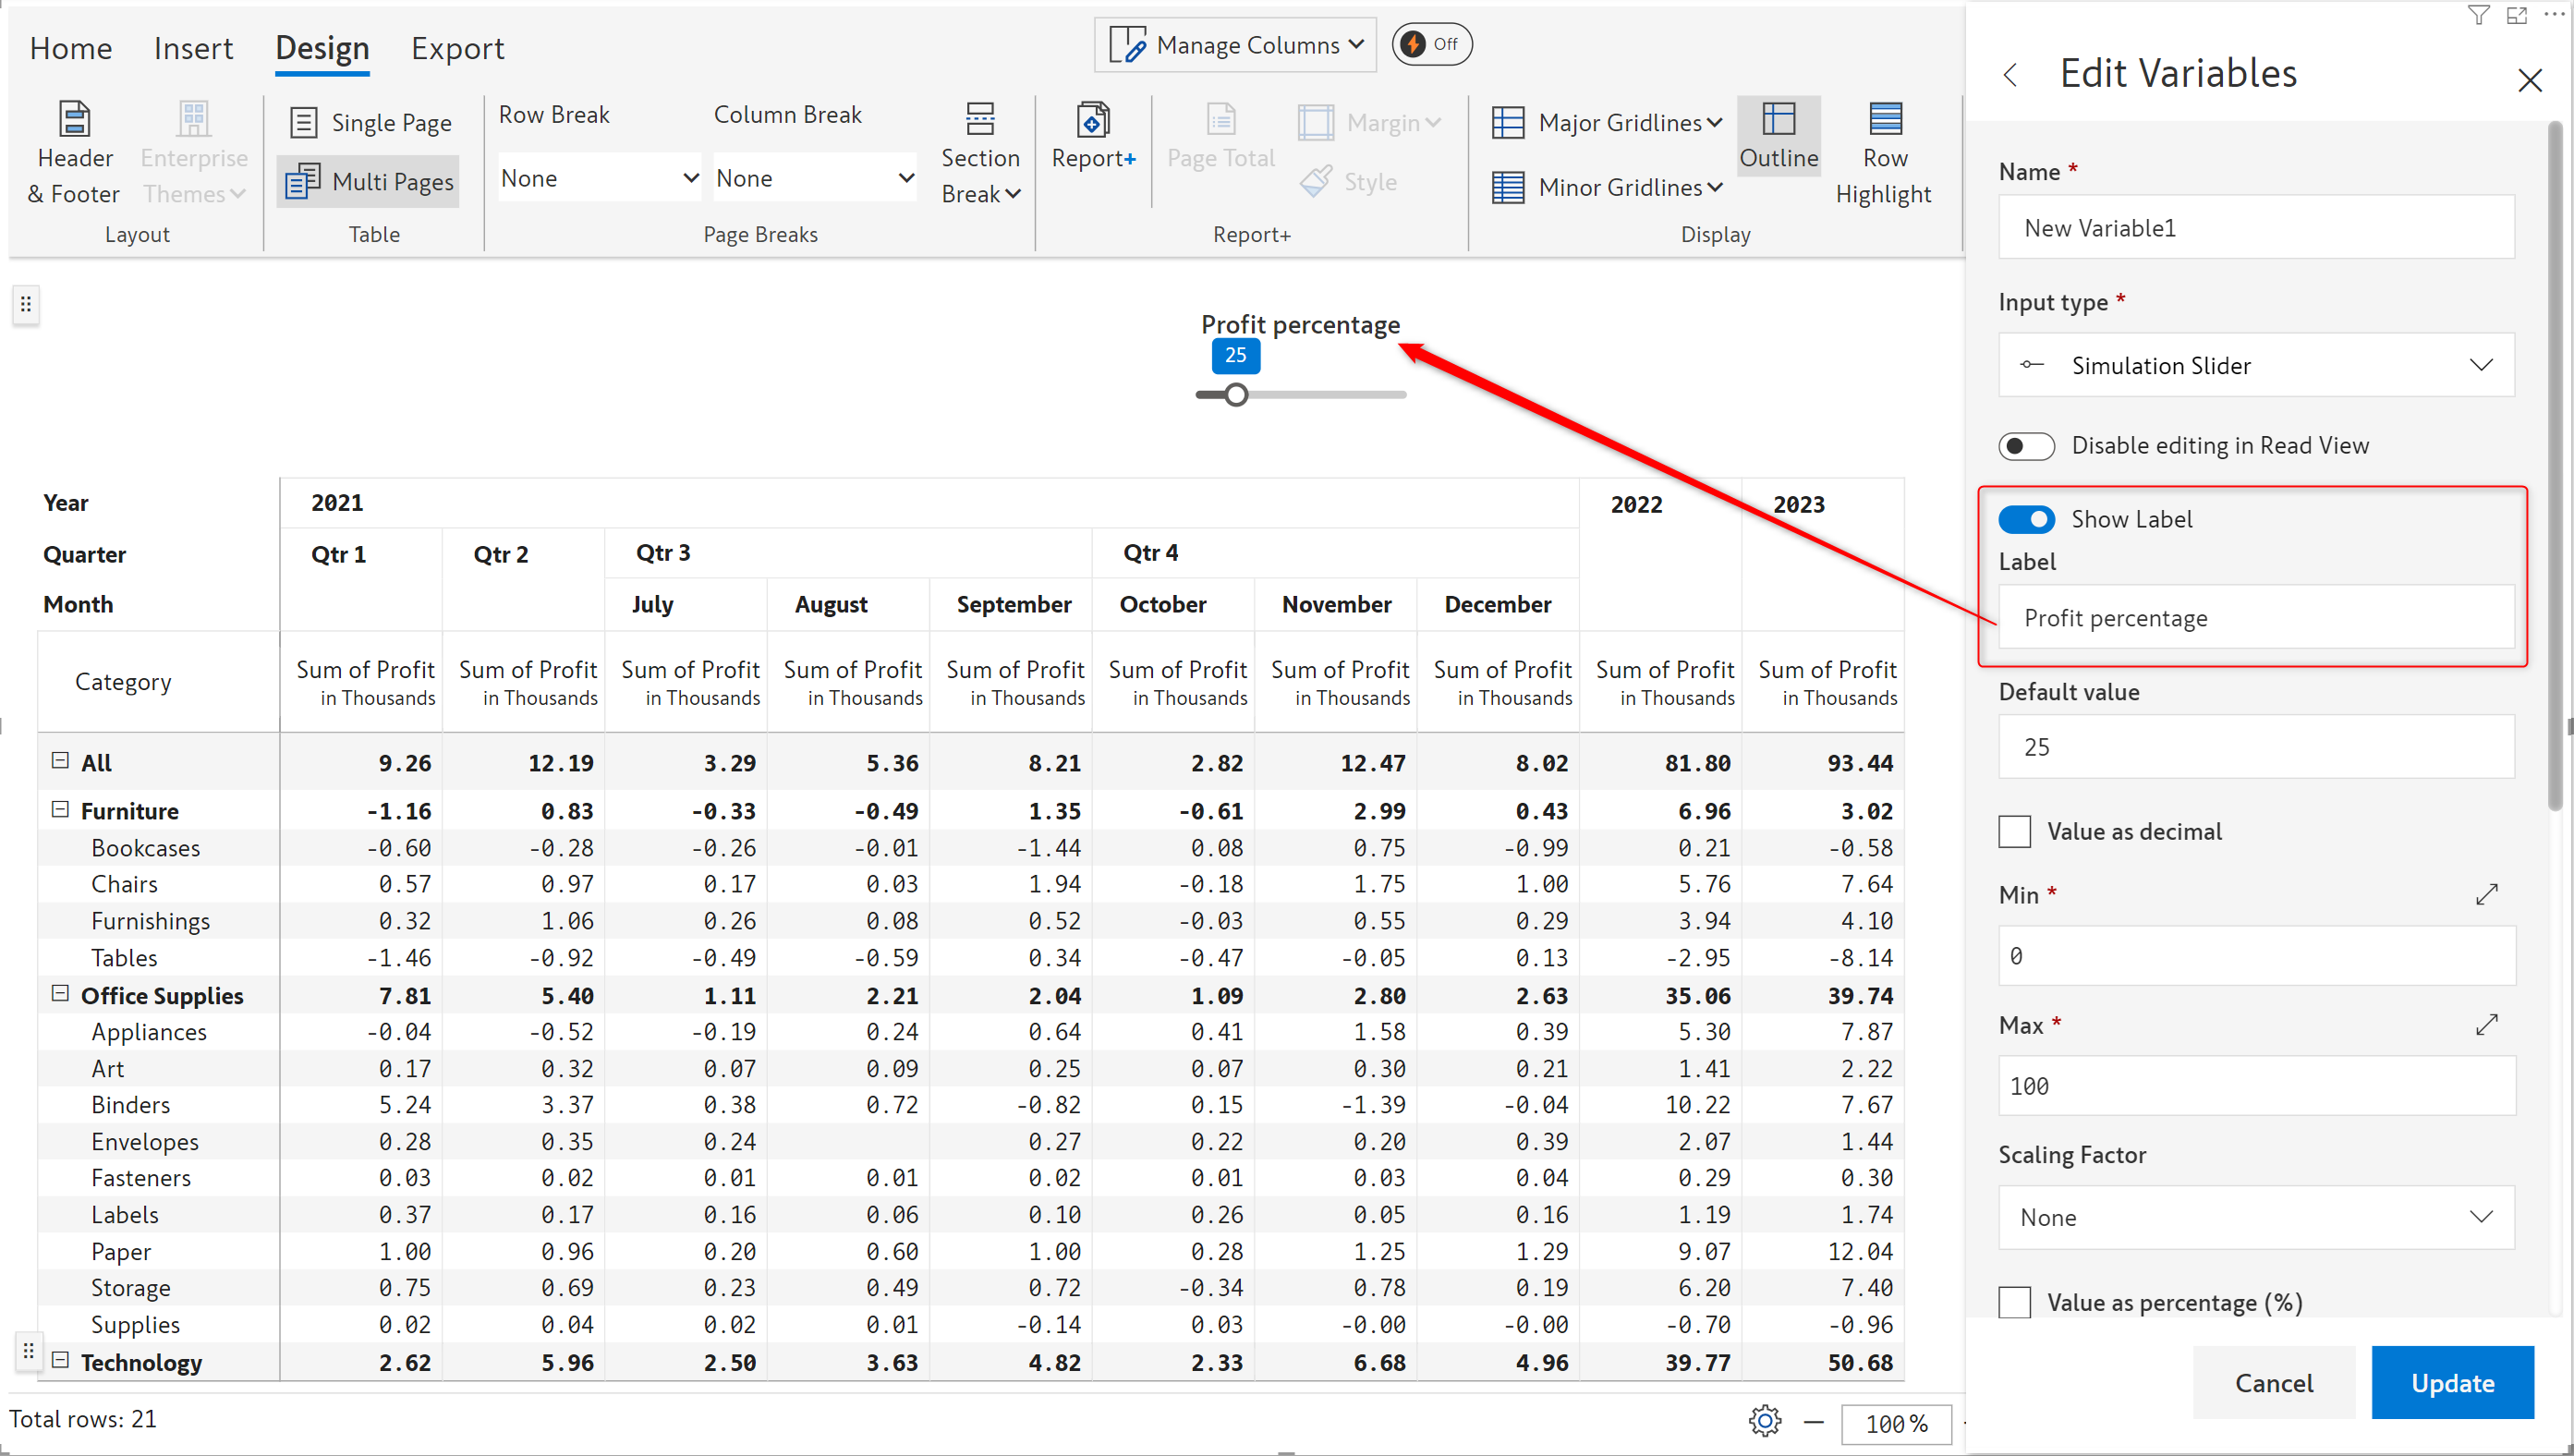 Home Insert Design Export
Manage Columns
Off
Header
& Footer
Enterprise
Themes
Layout
Single Page
Multi Pages
Table
Row Break
None
Column Break
None
Section
Break
Page Breaks
Report+
Page Total
Margin
Style
Report+
Major Gridlines
Minor Gridlines
Outline
Row
Highlight
Display
Profit percentage
25
Year 2021 2022 2023
Quarter Qtr 1 Qtr 2 Qtr 3 Qtr 4
Month July August September October November December
Category Sum of Profit Sum of Profit Sum of Profit Sum of Profit Sum of Profit Sum of Profit Sum of Profit Sum of Profit Sum of Profit Sum of Profit
in Thousands in Thousands in Thousands in Thousands in Thousands in Thousands in Thousands in Thousands in Thousands in Thousands
All 9.26 12.19 3.29 5.36 8.21 2.82 12.47 8.02 81.80 93.44
Furniture -1.16 0.83 -0.33 -0.49 1.35 -0.61 2.99 0.43 6.96 3.02
Bookcases -0.60 -0.28 -0.26 -0.01 -1.44 0.08 0.75 -0.99 0.21 -0.58
Chairs 0.57 0.97 0.17 0.03 1.94 -0.18 1.75 1.00 5.76 7.64
Furnishings 0.32 1.06 0.26 0.08 0.52 -0.03 0.55 0.29 3.94 4.10
Tables -1.46 -0.92 -0.49 -0.59 0.34 -0.47 -0.05 0.13 -2.95 -8.14
Office Supplies 7.81 5.40 1.11 2.21 2.04 1.09 2.80 2.63 35.06 39.74
Appliances -0.04 -0.52 -0.19 0.24 0.64 0.41 1.58 0.39 5.30 7.87
Art 0.17 0.32 0.07 0.09 0.25 0.07 0.30 0.21 1.41 2.22
Binders 5.24 3.37 0.38 0.72 -0.82 0.15 -1.39 -0.04 10.22 7.67
Envelopes 0.28 0.35 0.24 0.27 0.22 0.20 0.39 2.07 1.44
Fasteners 0.03 0.02 0.01 0.01 0.02 0.01 0.03 0.04 0.29 0.30
Labels 0.37 0.17 0.16 0.06 0.10 0.26 0.05 0.16 1.19 1.74
Paper 1.00 0.96 0.20 0.60 1.00 0.28 1.25 1.29 9.07 12.04
Storage 0.75 0.69 0.23 0.49 0.72 -0.34 0.78 0.19 6.20 7.40
Supplies 0.02 0.04 0.02 0.01 -0.14 0.03 -0.00 -0.00 -0.70 -0.96
Technology 2.62 5.96 2.50 3.63 4.82 2.33 6.68 4.96 39.77 50.68
Total rows: 21
100%
Edit Variables
Name *
New Variable1
Input type *
Simulation Slider
Disable editing in Read View
Show Label
Label
Profit percentage
Default value
25
Value as decimal
Min *
0
Max *
100
Scaling Factor
None
Value as percentage (%)
Cancel
Update